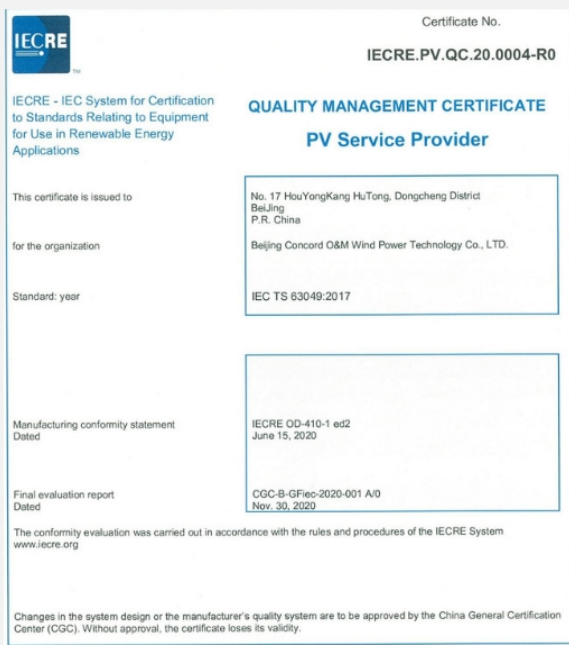 Certificate No.
IECRE
IECRE.PV.QC.20.0004-R0
TM
IECRE - IEC System for Certification
to Standards Relating to Equipment
for Use in Renewable Energy
Applications
QUALITY MANAGEMENT CERTIFICATE
PV Service Provider
This certificate is issued to
No. 17 HouYongKang HuTong, Dongcheng District
BeiJing
P.R. China
for the organization
Beijing Concord O&M Wind Power Technology Co., LTD.
Standard: year
IEC TS 63049:2017
Manufacturing conformity statement
Dated
IECRE OD-410-1 ed2
June 15, 2020
Final evaluation report
Dated
CGC-B-GFiec-2020-001 A/0
Nov. 30, 2020
The conformity evaluation was carried out in accordance with the rules and procedures of the IECRE System
www.iecre.org
Changes in the system design or the manufacturer's quality system are to be approved by the China General Certification
Center (CGC). Without approval, the certificate loses its validity.